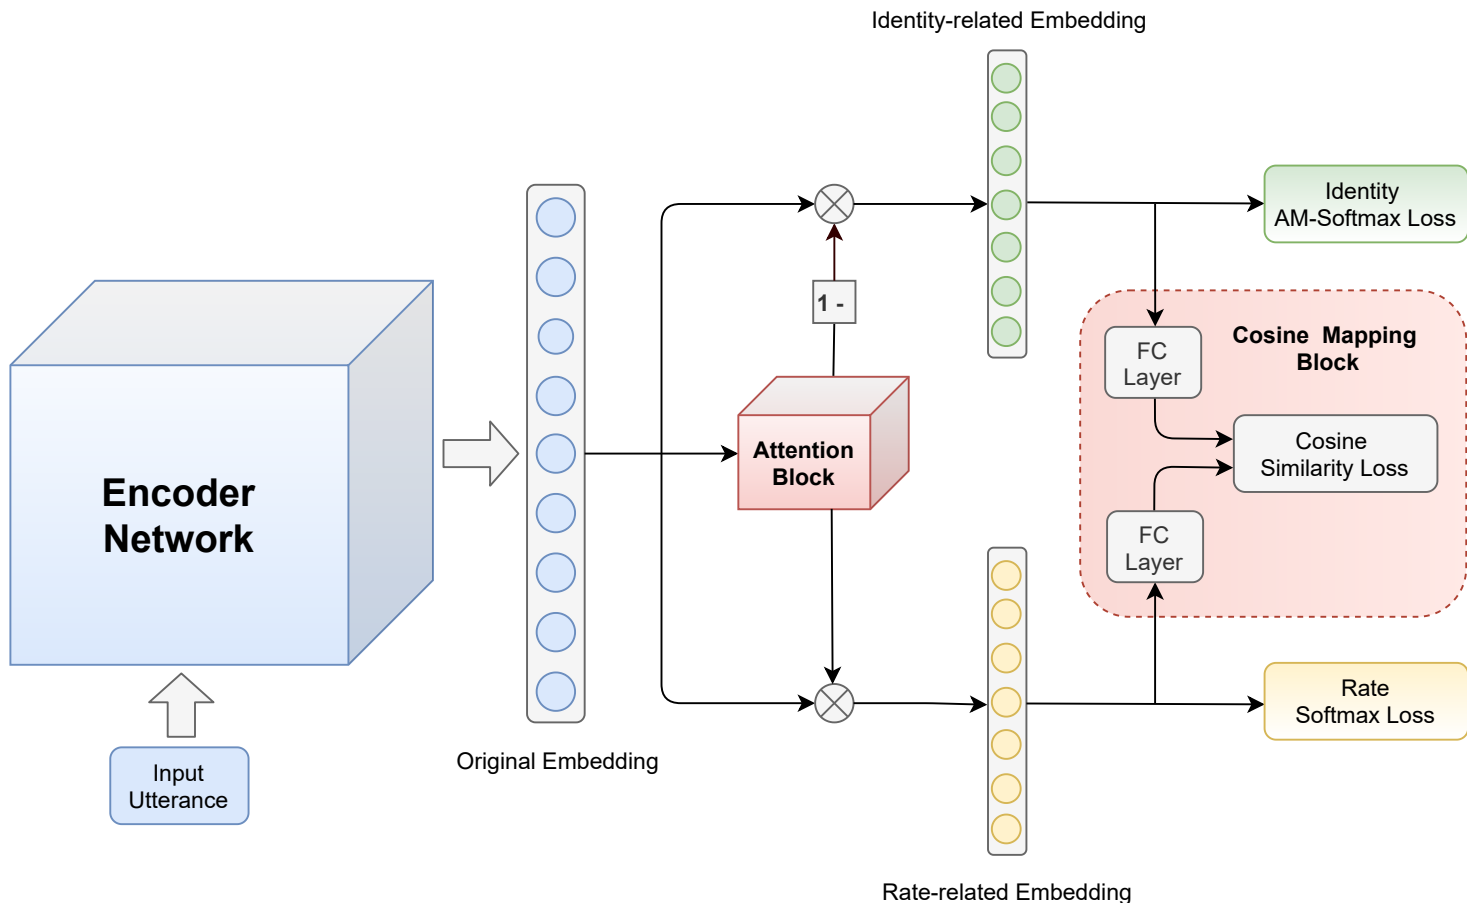 Identity-related Embedding
Identity
AM-Softmax Loss
1 -
Cosine Mapping
Block
FC
Layer
Attention
Block
Cosine
Similarity Loss
Encoder
Network
FC
Layer
Rate
Softmax Loss
Original Embedding
Input
Utterance
Rate-related Embedding